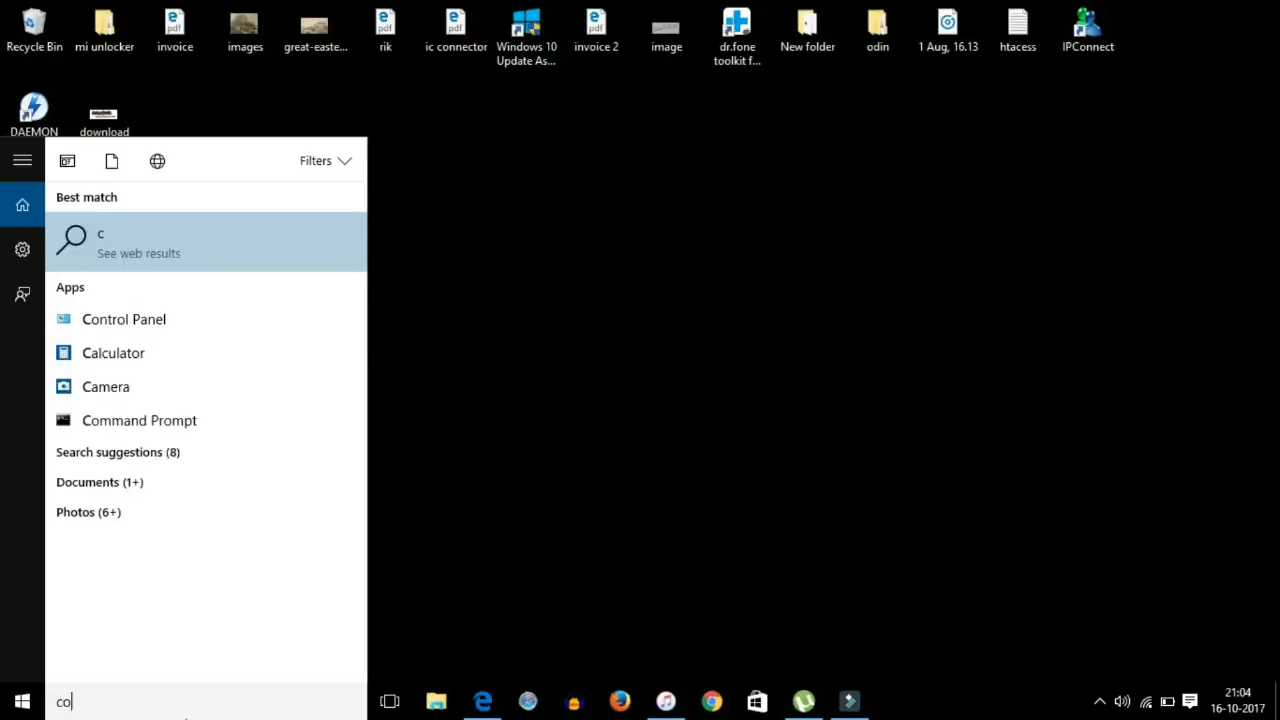 Recycle Bin
mi unlocker
invoice
images
great-easte...
rik
ic connector
Windows 10
Update As...
invoice 2
image
dr.fone
toolkit f...
New folder
odin
1 Aug, 16.13
htacess
IPConnect
DAEMON
download
Filters
Best match
c
See web results
Apps
Control Panel
Calculator
Camera
Command Prompt
Search suggestions (8)
Documents (1+)
Photos (6+)
co
21:04
16-10-2017